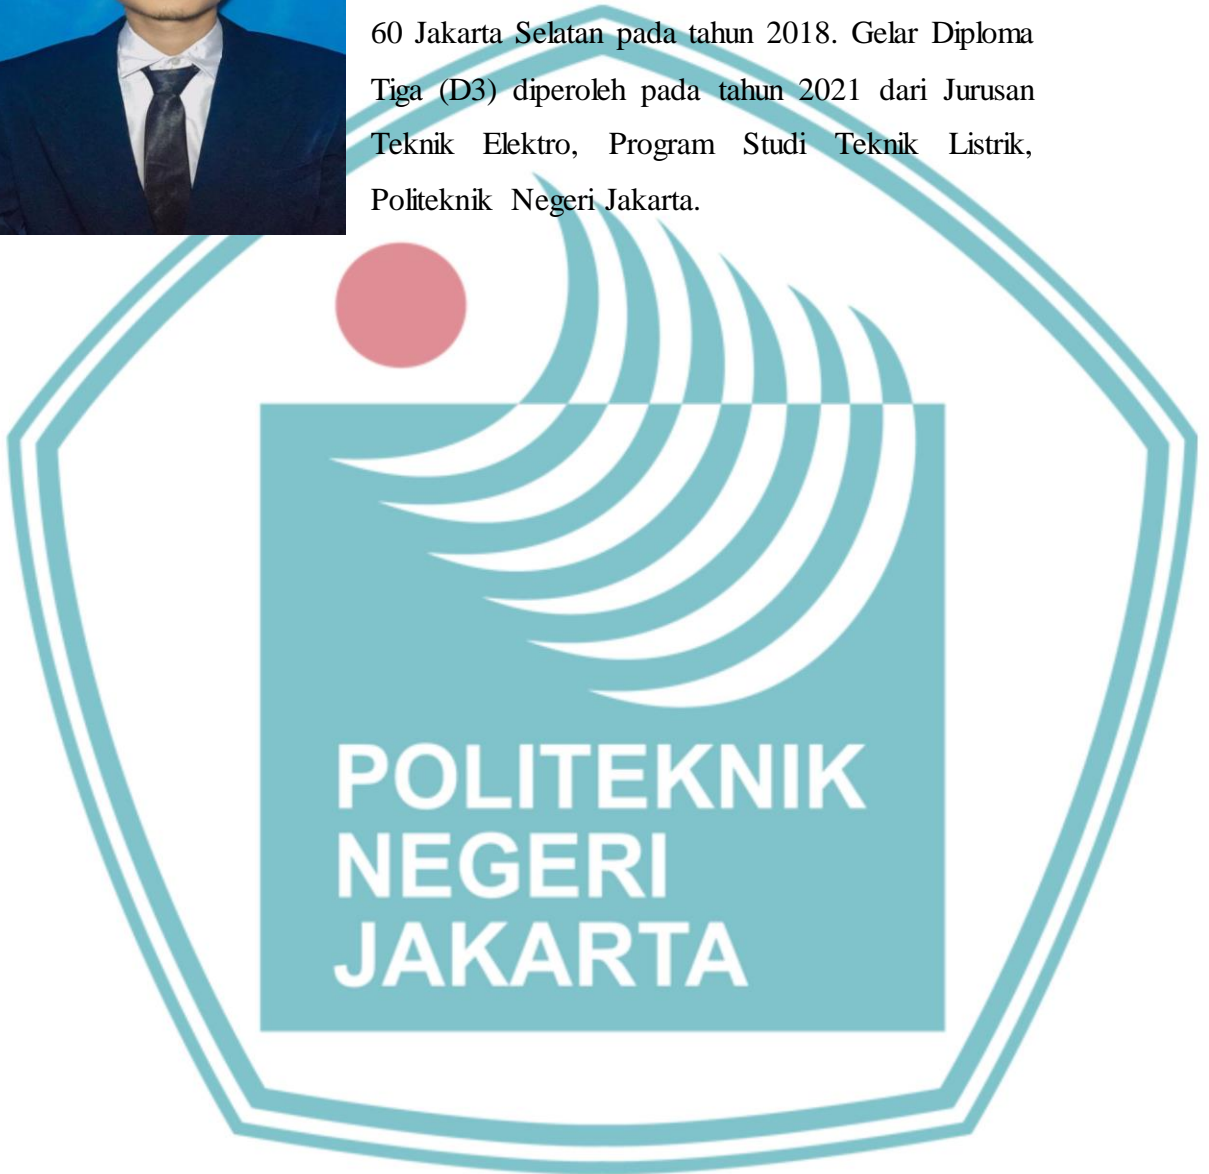 60 Jakarta Selatan pada tahun 2018. Gelar Diploma
Tiga (D3) diperoleh pada tahun 2021 dari Jurusan
Teknik Elektro, Program Studi Teknik Listrik,
Politeknik Negeri Jakarta.
POLITEKNIK
NEGERI
JAKARTA